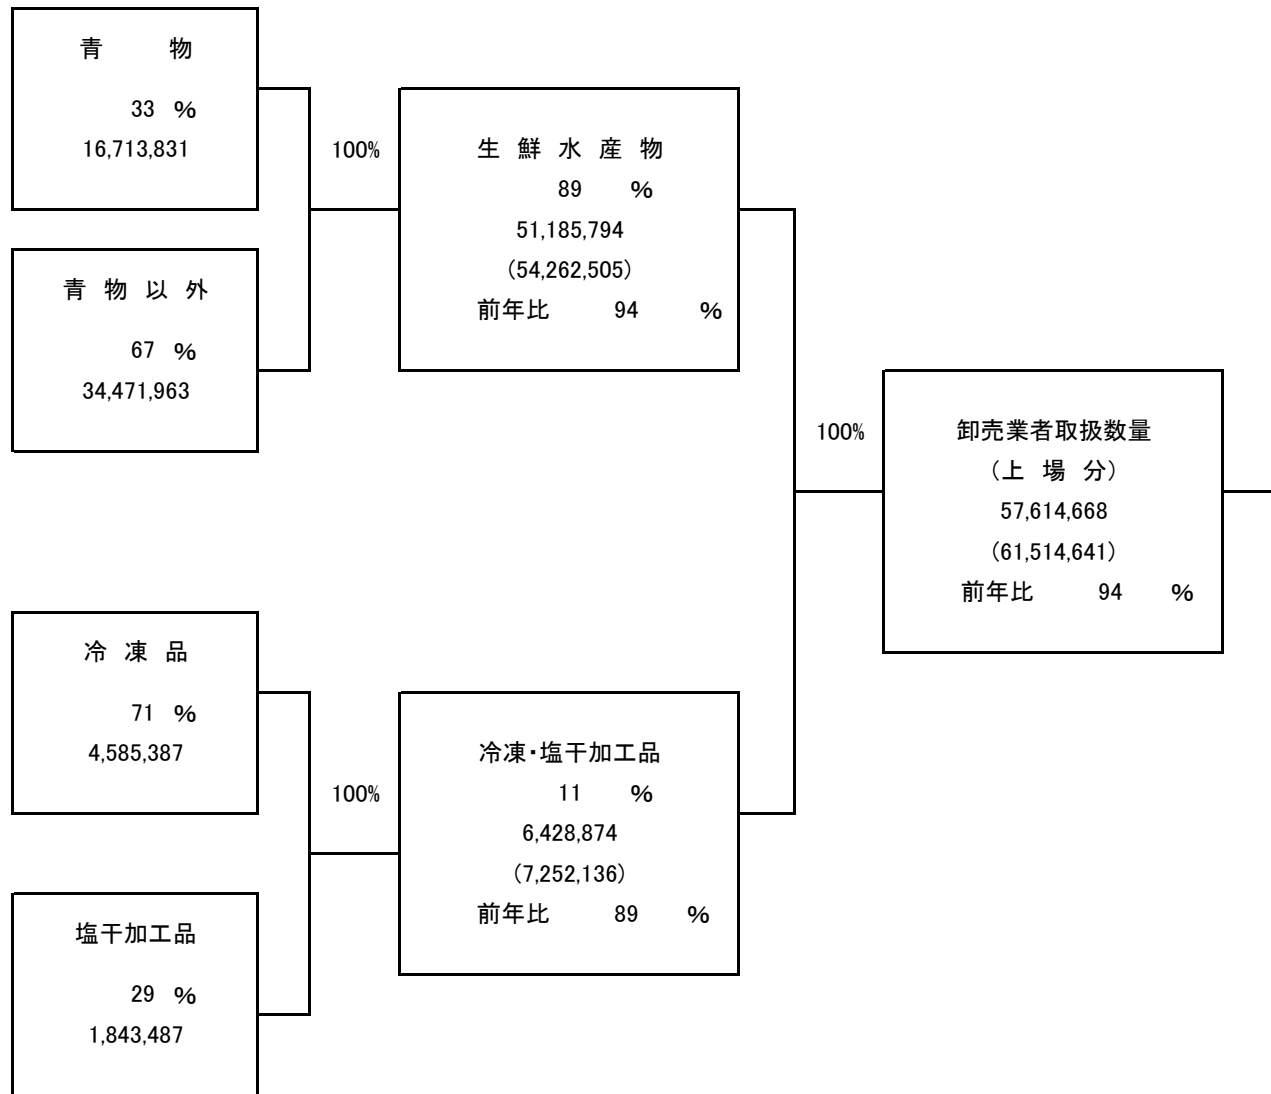 青 物
33 %
16,713,831
青 物 以 外
67 %
34,471,963
100%
生 鮮 水 産 物
89 %
51,185,794
(54,262,505)
前年比 94 %
冷 凍 品
71 %
4,585,387
塩干加工品
29 %
1,843,487
100%
冷凍・塩干加工品
11 %
6,428,874
(7,252,136)
前年比 89 %
100%
卸売業者取扱数量
(上 場 分)
57,614,668
(61,514,641)
前年比 94 %